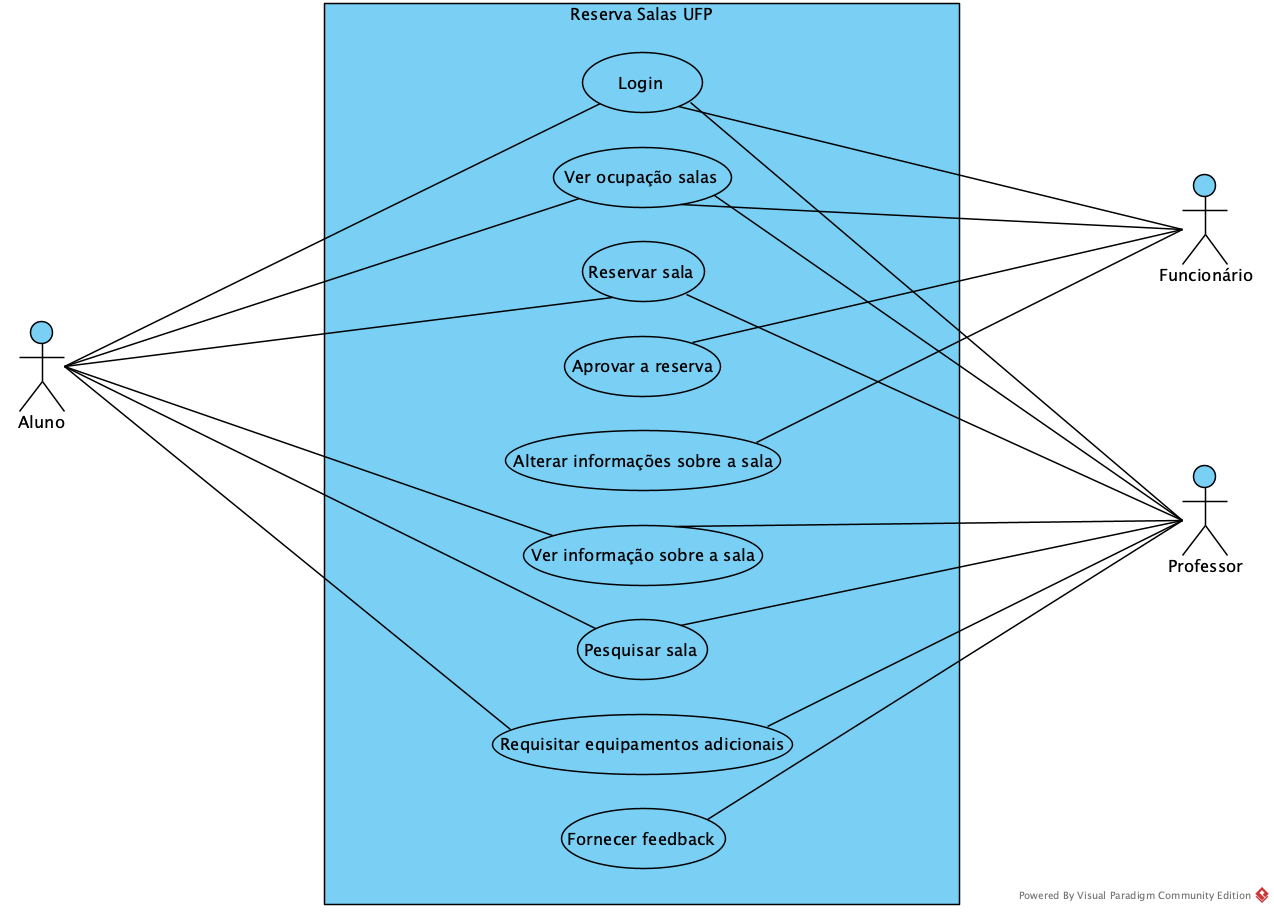 Reserva Salas UFP
Login
Ver ocupação salas
Funcionário
Reservar sala
Aprovar a reserva
Aluno
Alterar informações sobre a sala
Ver informação sobre a sala
Professor
Pesquisar sala
Requisitar equipamentos adicionais
Fornecer feedback
Powered By Visual Paradigm Community Edition